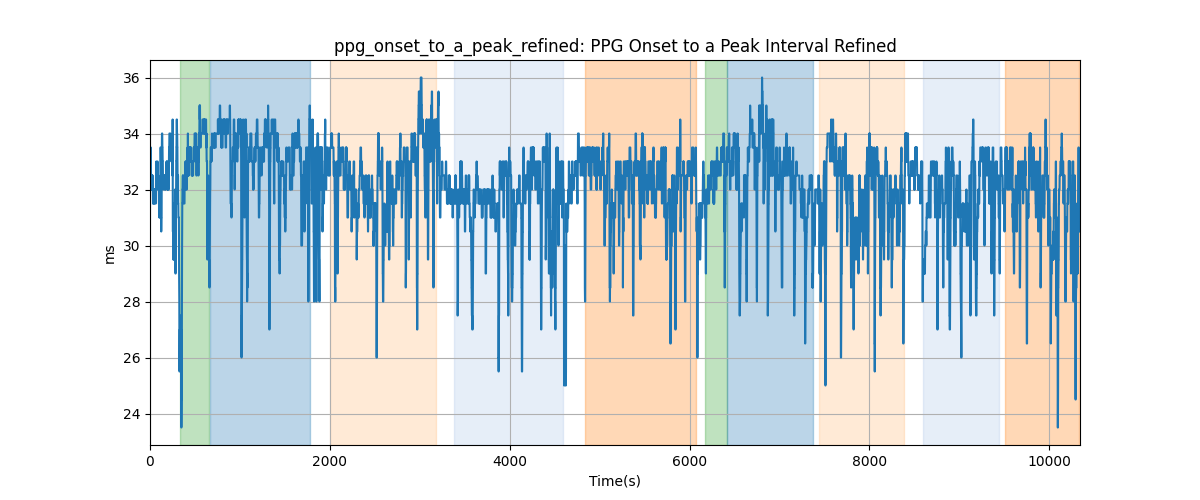 ppg_onset_to_a_peak_refined: PPG Onset to a Peak Interval Refined
36
34
32
30
28
26
24
ms
0 2000 4000 6000 8000 10000
Time(s)